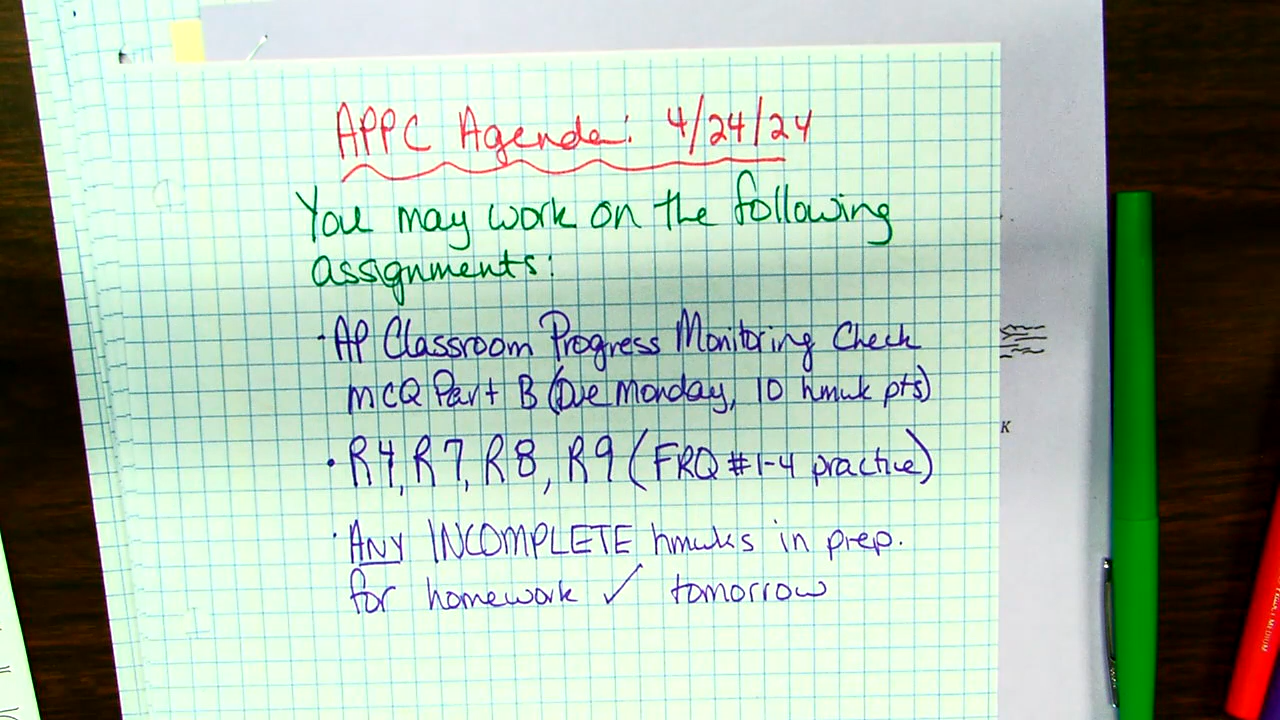 APPC Agenda: 4/24/24
You may work on the following
assignments:
· AP Classroom Progress Monitoring Check
MCQ Part B (Due Monday, 10 hmwk pts)
• R4, R7, R8, R9 (FRQ #1-4 practice)
· ANY INCOMPLETE hmwks in prep.
for homework ✓ tomorrow
K